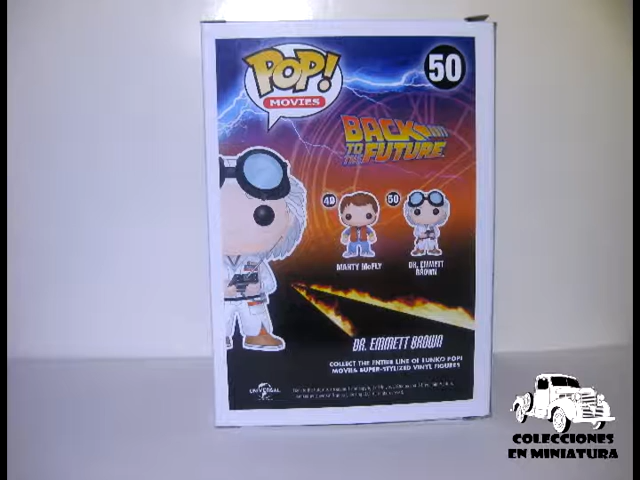 POP!
MOVIES
50
BACK
TO THE FUTURE
49
50
MARTY McFLY
DR. EMMETT
BROWN
DR. EMMETT BROWN
COLLECT THE ENTIRE LINE OF FUNKO POP!
MOVIES SUPER-STYLIZED VINYL FIGURES
UNIVERSAL
COLECCIONES
EN MINIATURA